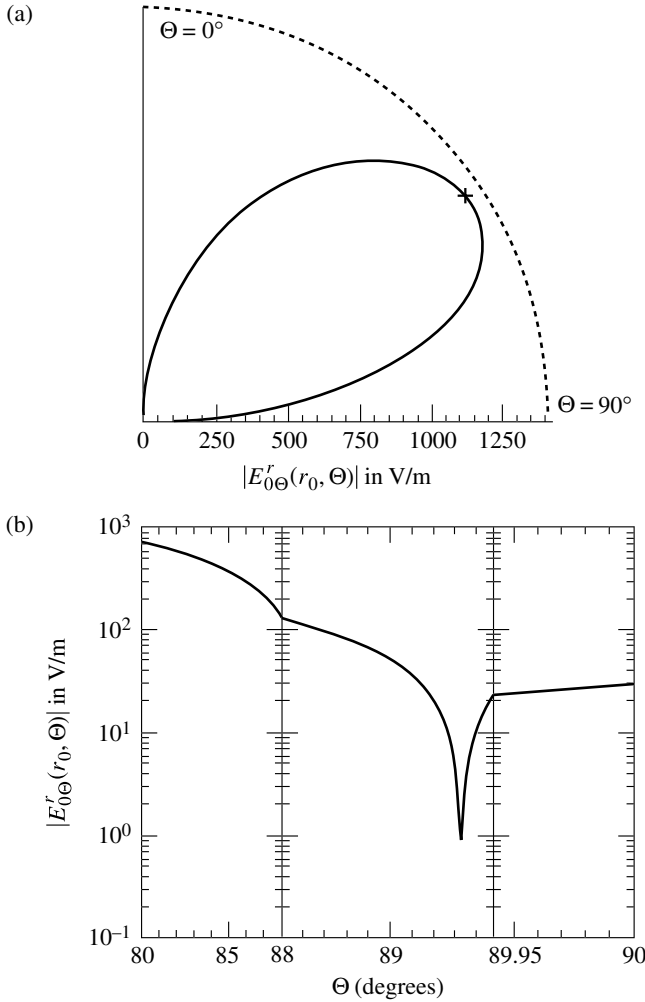 (a)
Θ = 0°
Θ = 90°
0 250 500 750 1000 1250
|E^r_{0Θ}(r_0, Θ)| in V/m
(b)
10^3
10^2
10^1
10^0
10^{–1}
|E^r_{0Θ}(r_0, Θ)| in V/m
80 85 88 89 89.95 90
Θ (degrees)